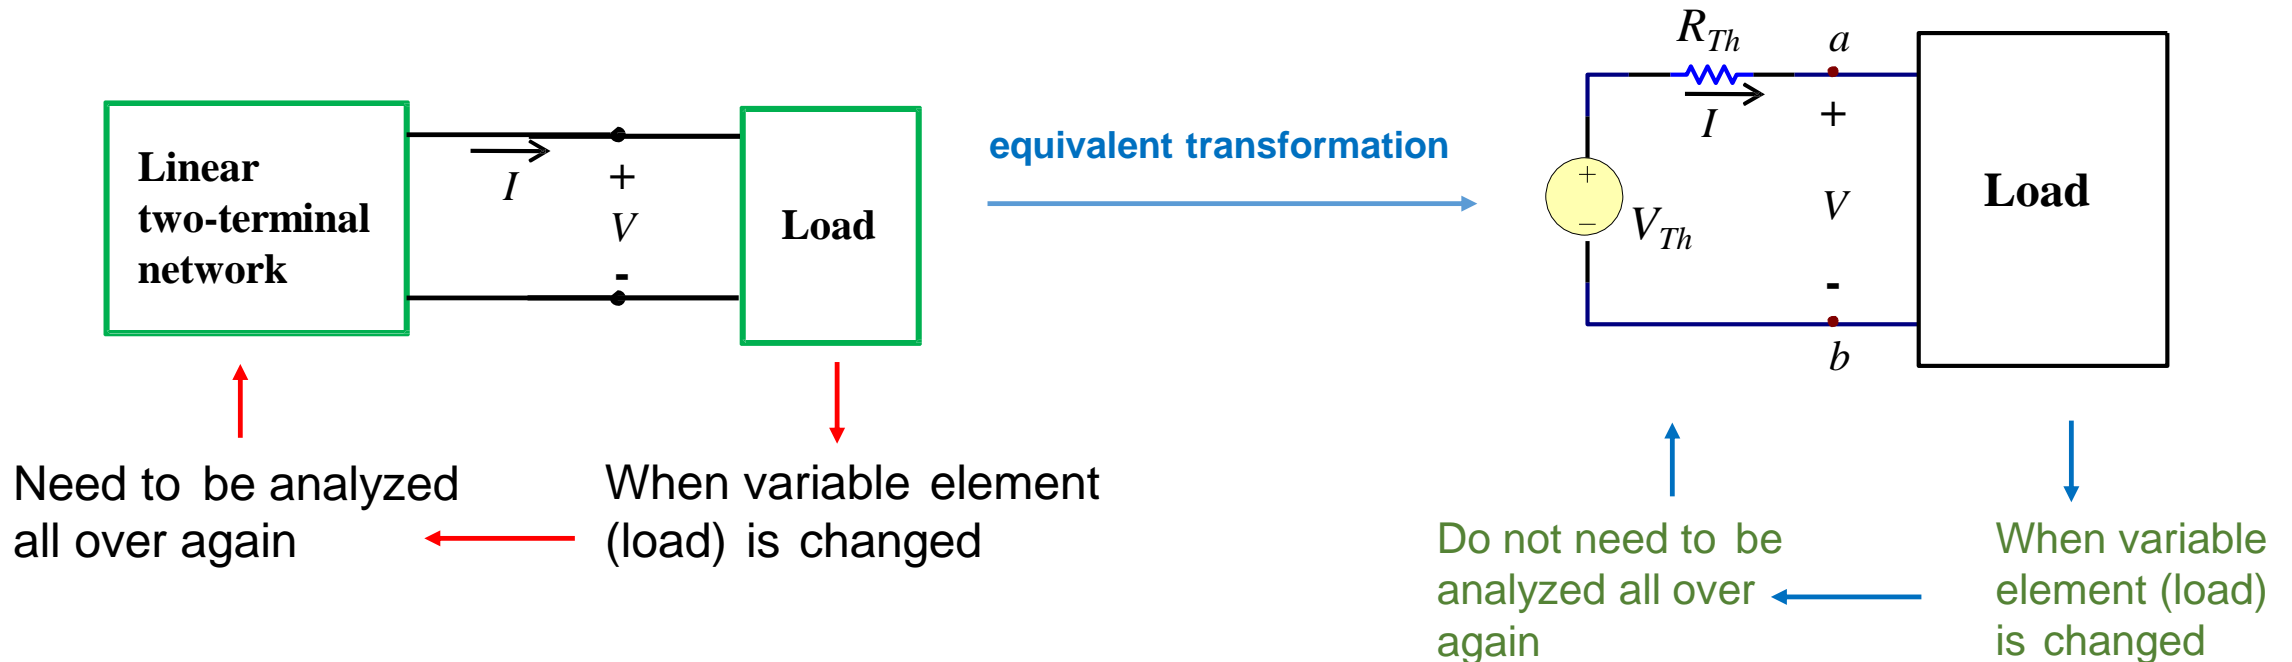 Linear
two-terminal
network
I
+
V
-
Load
Need to be analyzed
all over again
When variable element
(load) is changed
equivalent transformation
R_Th
I
a
+
V
-
b
+
−
V_Th
Load
Do not need to be
analyzed all over
again
When variable
element (load)
is changed